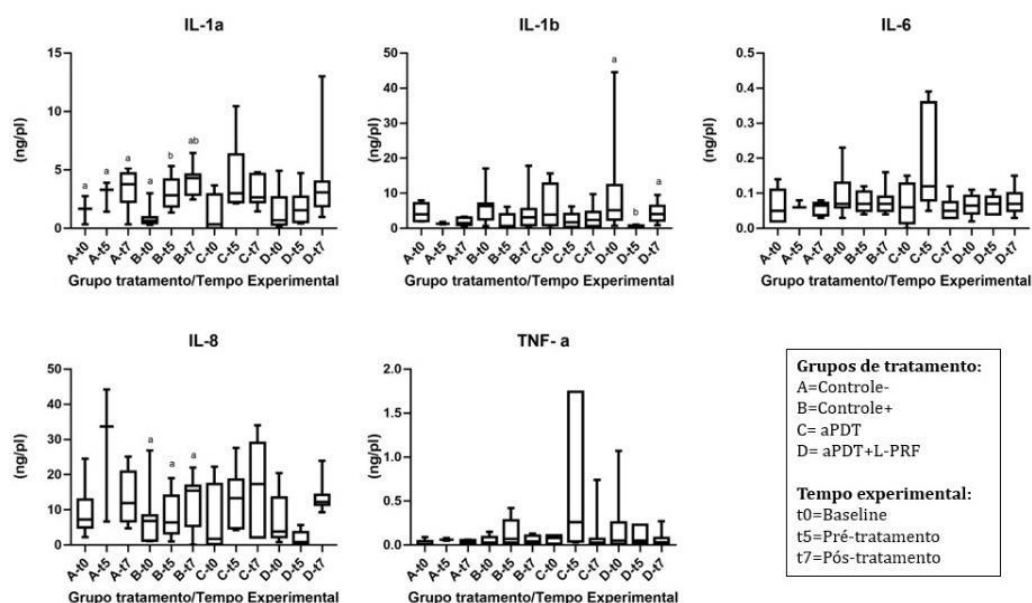 IL-1a
15
10
5
0
(ng/pl)
a
a
a
a
b
ab
A-t0
A-t5
A-t7
B-t0
B-t5
B-t7
C-t0
C-t5
C-t7
D-t0
D-t5
D-t7
Grupo tratamento/Tempo Experimental
IL-1b
50
40
30
20
10
0
(ng/pl)
a
b
a
A-t0
A-t5
A-t7
B-t0
B-t5
B-t7
C-t0
C-t5
C-t7
D-t0
D-t5
D-t7
Grupo tratamento/Tempo Experimental
IL-6
0.5
0.4
0.3
0.2
0.1
0.0
(ng/pl)
A-t0
A-t5
A-t7
B-t0
B-t5
B-t7
C-t0
C-t5
C-t7
D-t0
D-t5
D-t7
Grupo tratamento/Tempo Experimental
IL-8
50
40
30
20
10
0
(ng/pl)
a
a
a
A-t0
A-t5
A-t7
B-t0
B-t5
B-t7
C-t0
C-t5
C-t7
D-t0
D-t5
D-t7
Grupo tratamento/Tempo Experimental
TNF- a
2.0
1.5
1.0
0.5
0.0
(ng/pl)
A-t0
A-t5
A-t7
B-t0
B-t5
B-t7
C-t0
C-t5
C-t7
D-t0
D-t5
D-t7
Grupo tratamento/Tempo Experimental
Grupos de tratamento:
A=Controle-
B=Controle+
C= aPDT
D= aPDT+L-PRF
Tempo experimental:
t0=Baseline
t5=Pré-tratamento
t7=Pós-tratamento